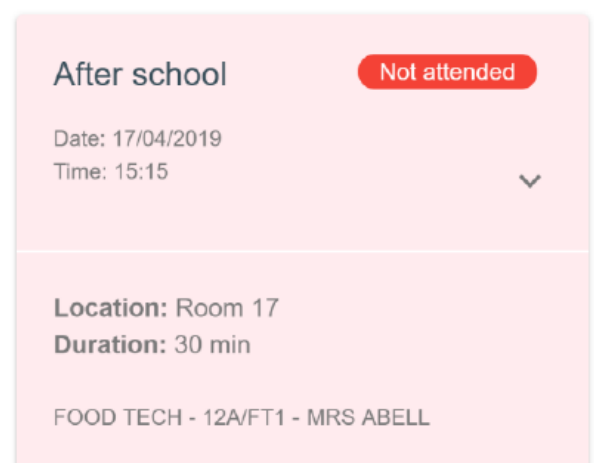 After school
Not attended
Date: 17/04/2019
Time: 15:15
Location: Room 17
Duration: 30 min
FOOD TECH - 12A/FT1 - MRS ABELL